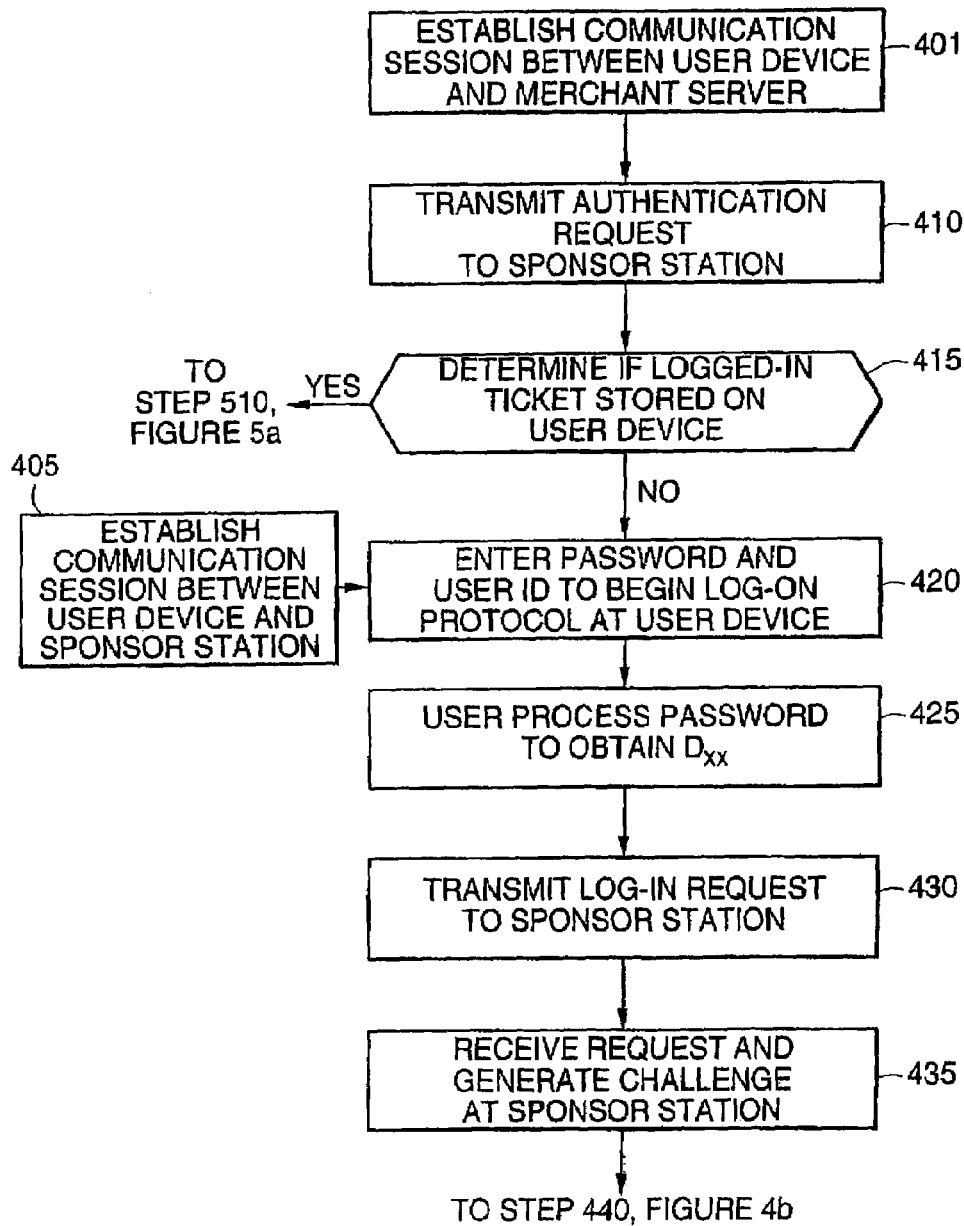 ESTABLISH COMMUNICATION
SESSION BETWEEN USER DEVICE
AND MERCHANT SERVER
401
TRANSMIT AUTHENTICATION
REQUEST
TO SPONSOR STATION
410
DETERMINE IF LOGGED-IN
TICKET STORED ON
USER DEVICE
415
YES
TO
STEP 510,
FIGURE 5a
NO
405
ESTABLISH
COMMUNICATION
SESSION BETWEEN
USER DEVICE AND
SPONSOR STATION
ENTER PASSWORD AND
USER ID TO BEGIN LOG-ON
PROTOCOL AT USER DEVICE
420
USER PROCESS PASSWORD
TO OBTAIN Dxx
425
TRANSMIT LOG-IN REQUEST
TO SPONSOR STATION
430
RECEIVE REQUEST AND
GENERATE CHALLENGE
AT SPONSOR STATION
435
TO STEP 440, FIGURE 4b